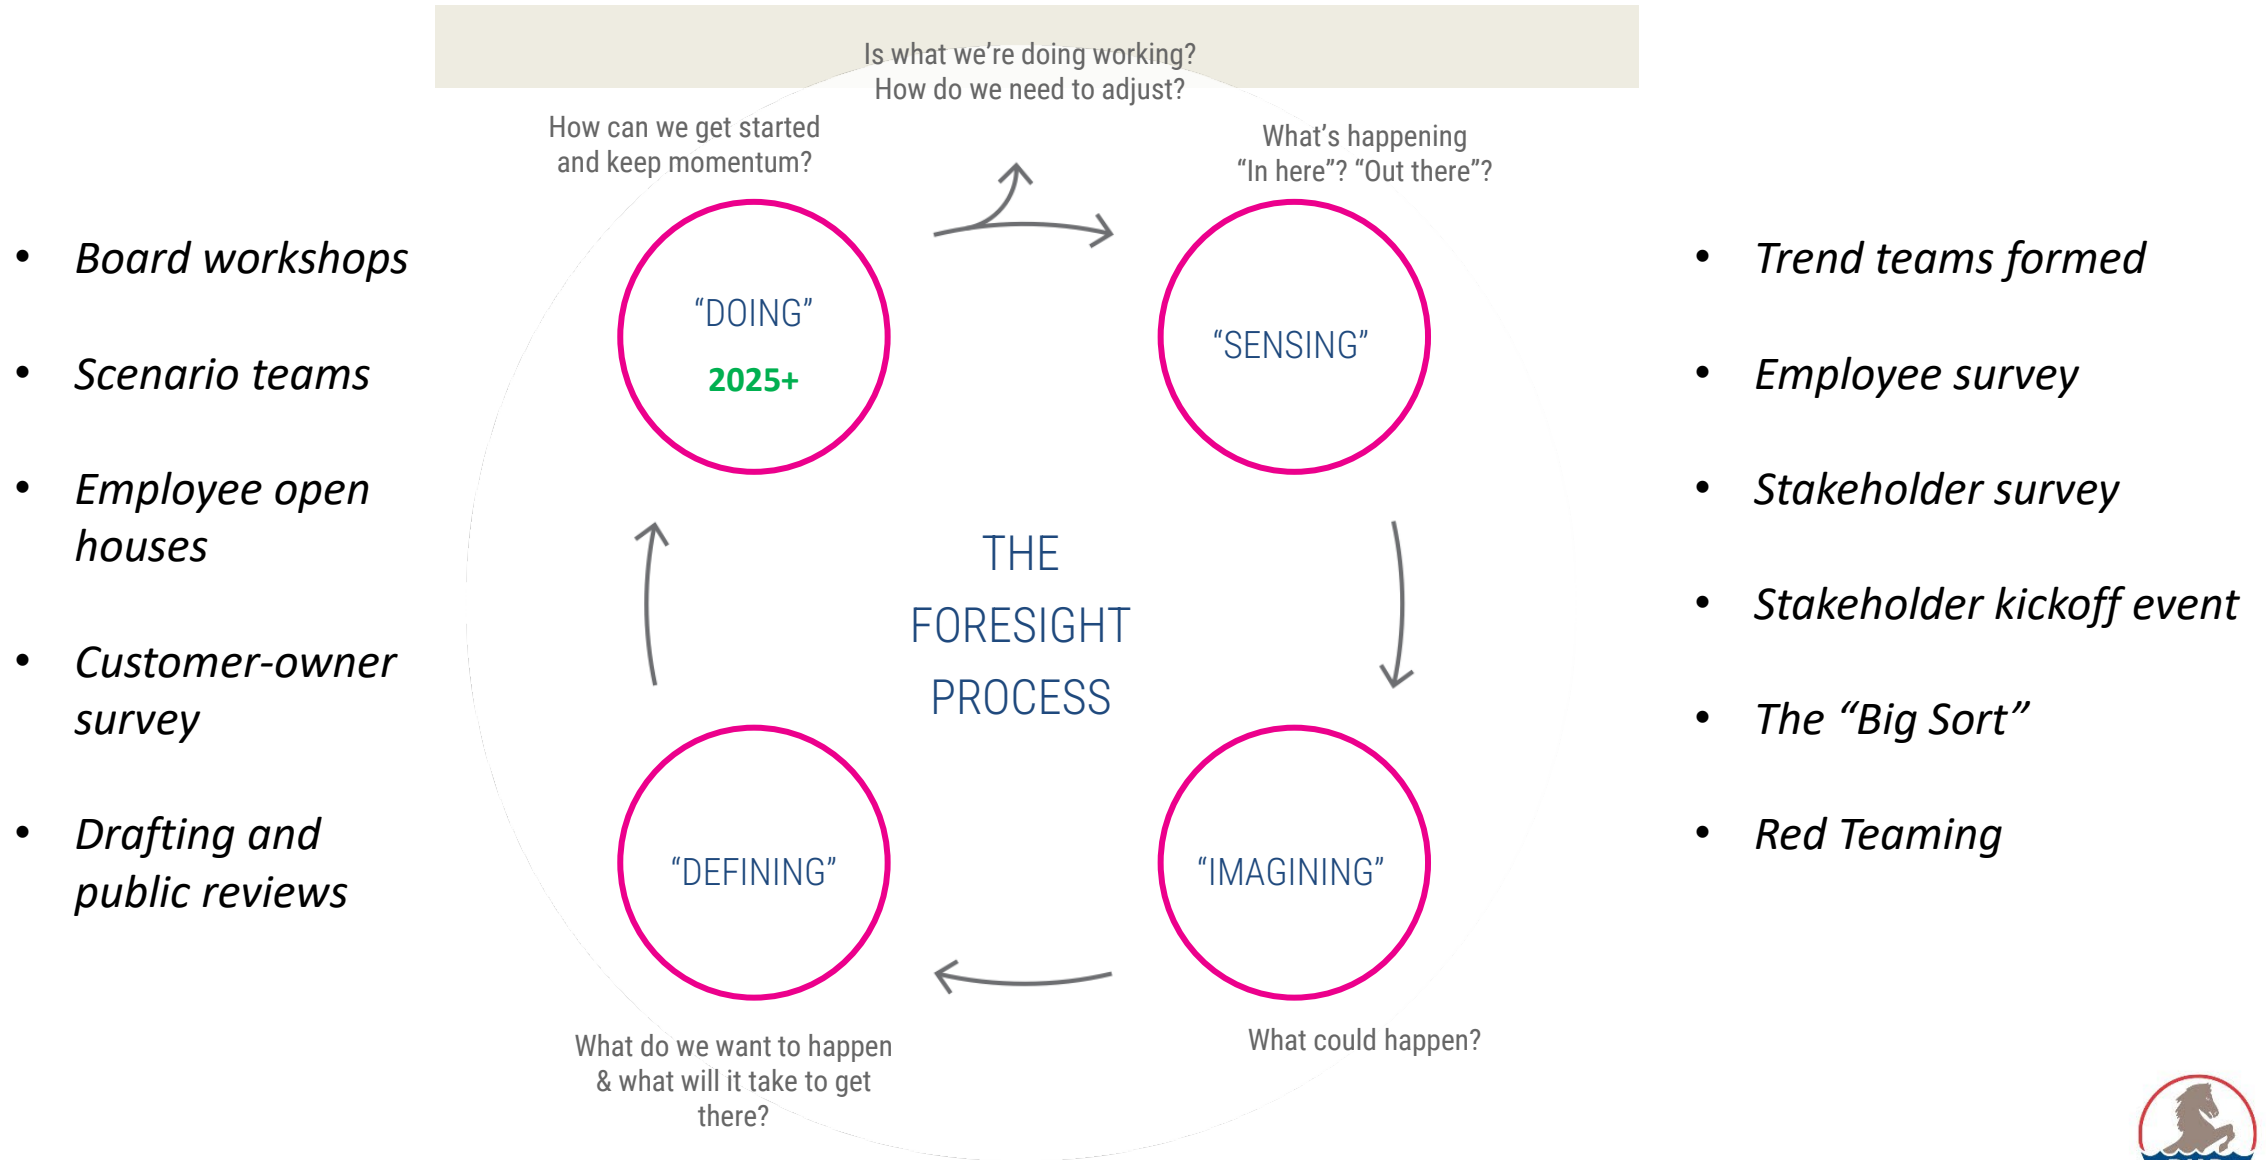 Is what we’re doing working?
How do we need to adjust?
How can we get started
and keep momentum?
What’s happening
“In here”? “Out there”?
• Board workshops
• Scenario teams
• Employee open
houses
• Customer-owner
survey
• Drafting and
public reviews
“DOING”
2025+
“SENSING”
THE
FORESIGHT
PROCESS
“DEFINING”
“IMAGINING”
What do we want to happen
& what will it take to get
there?
What could happen?
• Trend teams formed
• Employee survey
• Stakeholder survey
• Stakeholder kickoff event
• The “Big Sort”
• Red Teaming